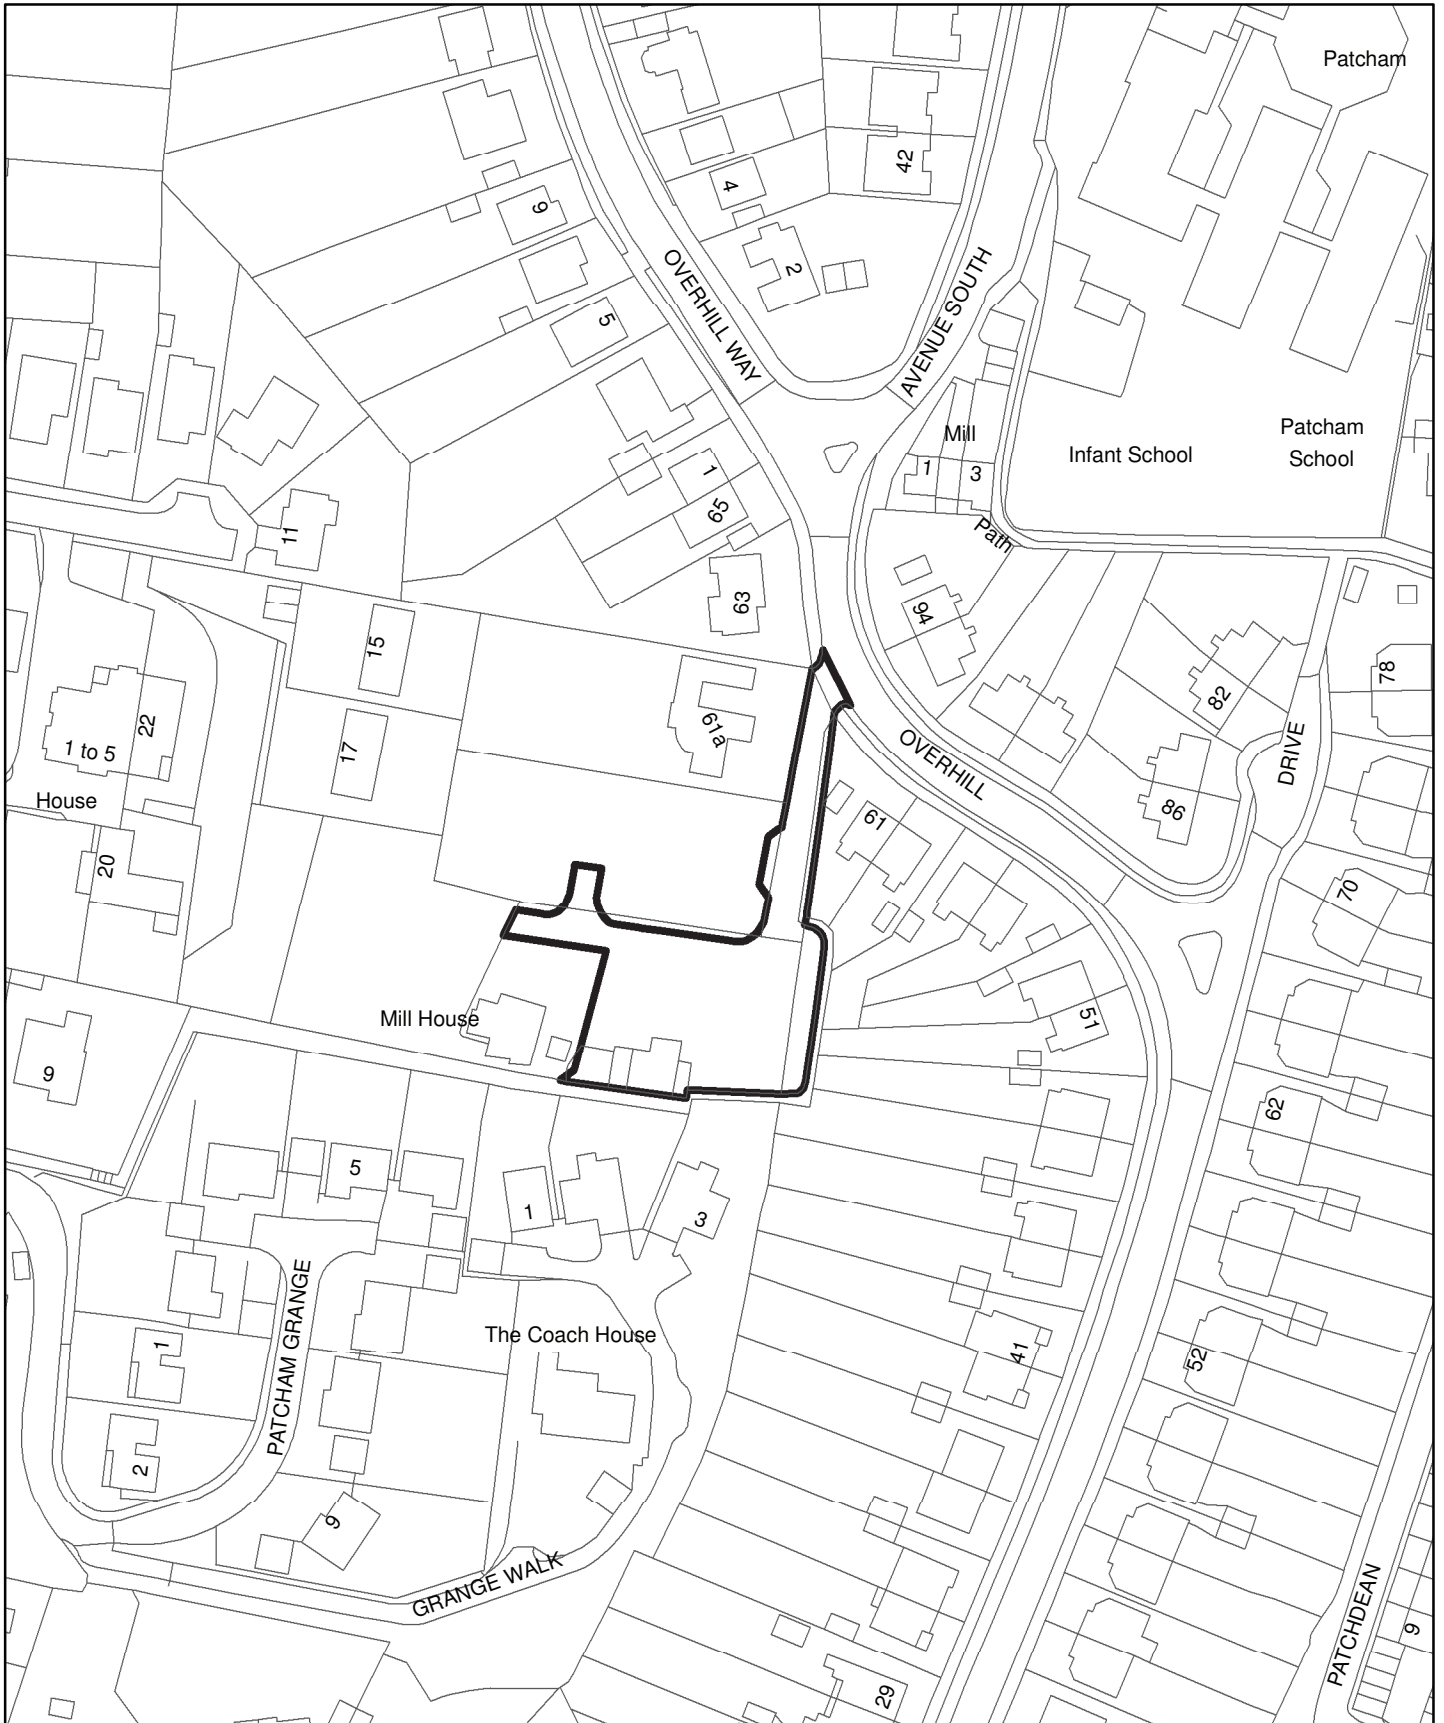 Patcham
42
4
9
2
OVERHILL WAY
AVENUE SOUTH
5
Mill
1
3
Infant School
Patcham
School
1
65
11
Path
63
94
15
61a
82
78
22
1 to 5
17
House
OVERHILL
DRIVE
61
86
20
70
51
Mill House
9
62
5
1
3
PATCHAM GRANGE
The Coach House
1
41
52
2
9
GRANGE WALK
PATCHDEAN
9
29